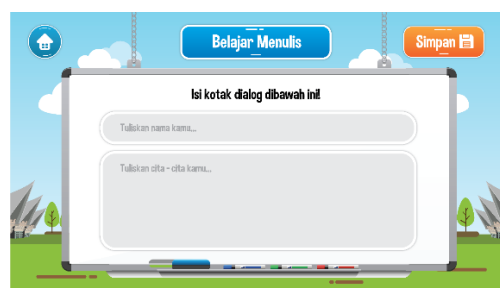 Belajar Menulis
Simpan
Isi kotak dialog dibawah ini!
Tuliskan nama kamu...
Tuliskan cita - cita kamu...